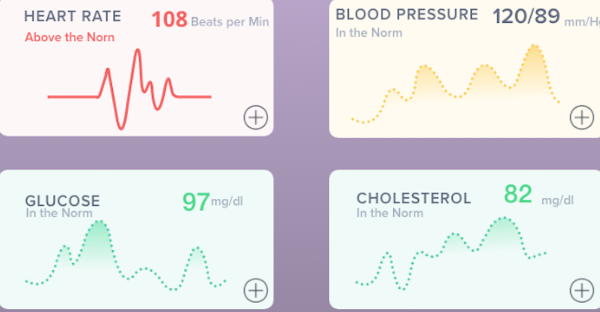 HEART RATE 108 Beats per Min
Above the Norn
BLOOD PRESSURE 120/89 mm/H
In the Norm
GLUCOSE 97 mg/dl
In the Norm
CHOLESTEROL 82 mg/dl
In the Norm